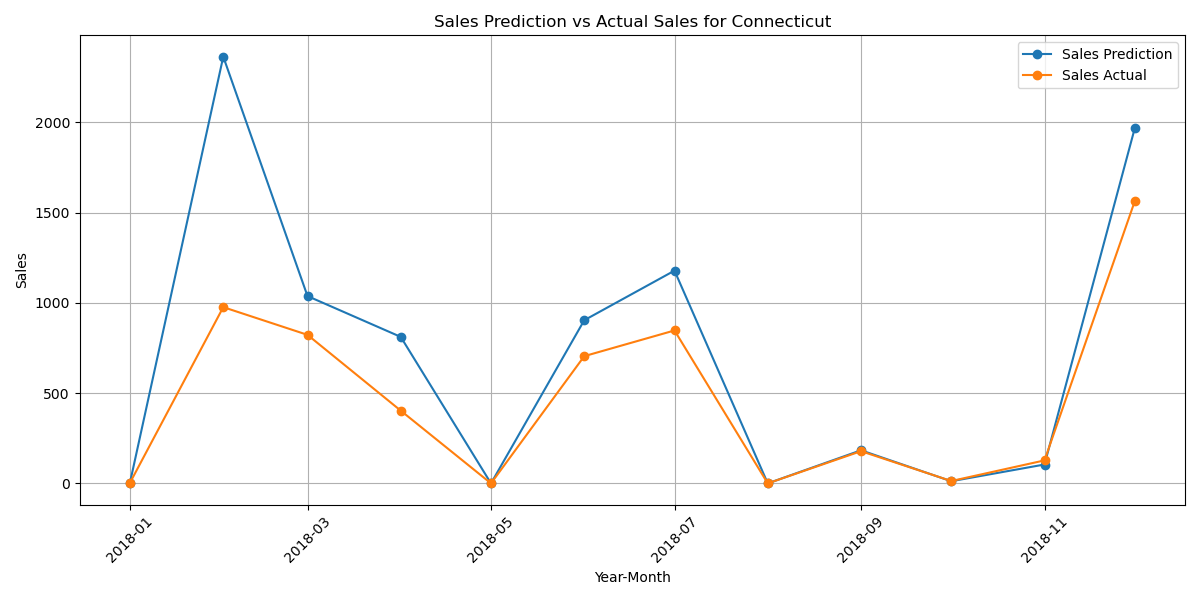 Sales Prediction vs Actual Sales for Connecticut
Sales Prediction
Sales Actual
Sales
2000
1500
1000
500
0
2018-01
2018-03
2018-05
2018-07
2018-09
2018-11
Year-Month